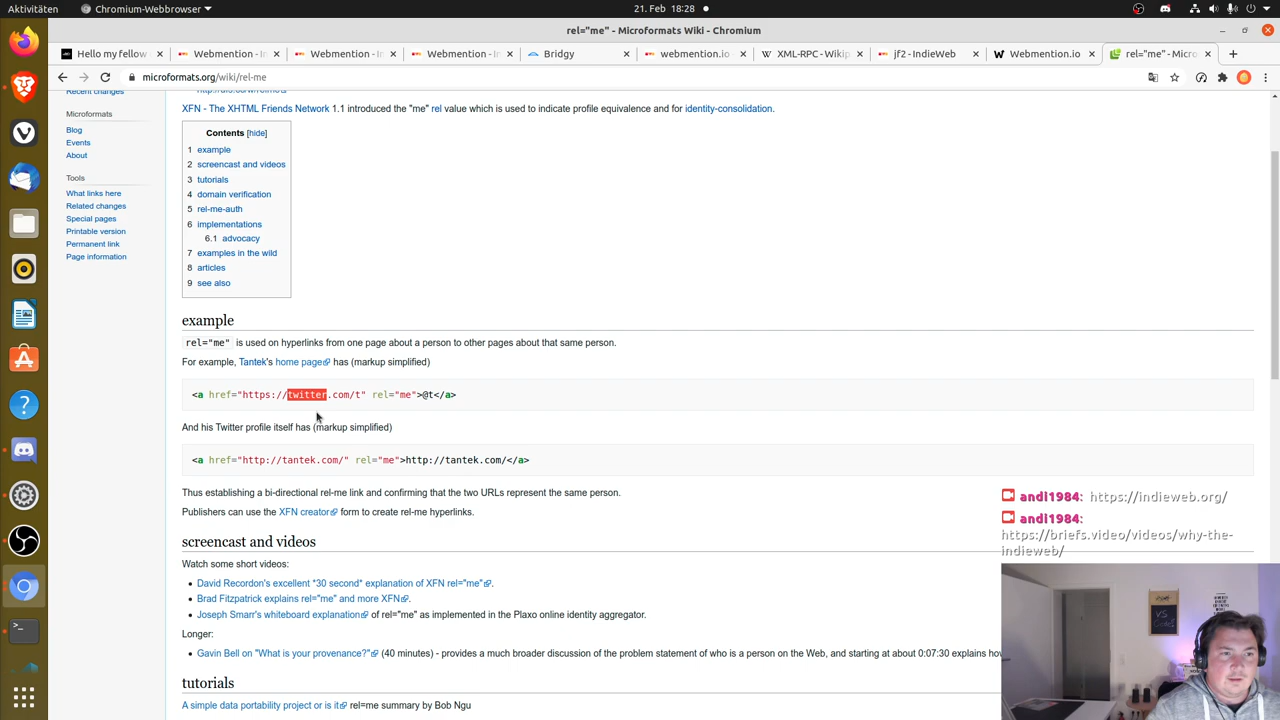 Activities
Chromium Web Browser
21. Feb 18:28
rel="me" - Microformats Wiki - Chromium
Hello my fellow
Webmention - In
Webmention - In
Webmention - In
Bridgy
webmention.io
XML-RPC - Wikip
jf2 - IndieWeb
Webmention.io
rel="me" - Micro
microformats.org/wiki/rel-me
Recent changes
Microformats
Blog
Events
About
Tools
What links here
Related changes
Special pages
Printable version
Permanent link
Page information
XFN - The XHTML Friends Network 1.1 introduced the "me" rel value which is used to indicate profile equivalence and for identity-consolidation.
Contents [hide]
1 example
2 screencast and videos
3 tutorials
4 domain verification
5 rel-me-auth
6 implementations
6.1 advocacy
7 examples in the wild
8 articles
9 see also
example
rel="me" is used on hyperlinks from one page about a person to other pages about that same person.
For example, Tantek's home page has (markup simplified)
<a href="https://twitter.com/t" rel="me">@t</a>
And his Twitter profile itself has (markup simplified)
<a href="http://tantek.com/" rel="me">http://tantek.com/</a>
Thus establishing a bi-directional rel-me link and confirming that the two URLs represent the same person.
Publishers can use the XFN creator form to create rel-me hyperlinks.
screencast and videos
Watch some short videos:
David Recordon's excellent *30 second* explanation of XFN rel="me".
Brad Fitzpatrick explains rel="me" and more XFN.
Joseph Smarr's whiteboard explanation of rel="me" as implemented in the Plaxo online identity aggregator.
Longer:
Gavin Bell on "What is your provenance?" (40 minutes) - provides a much broader discussion of the problem statement of who is a person on the Web, and starting at about 0:07:30 explains how
tutorials
A simple data portability project or is it rel=me summary by Bob Ngu
andi1984: https://indieweb.org/
andi1984:
https://briefs.video/videos/why-the-
indieweb/